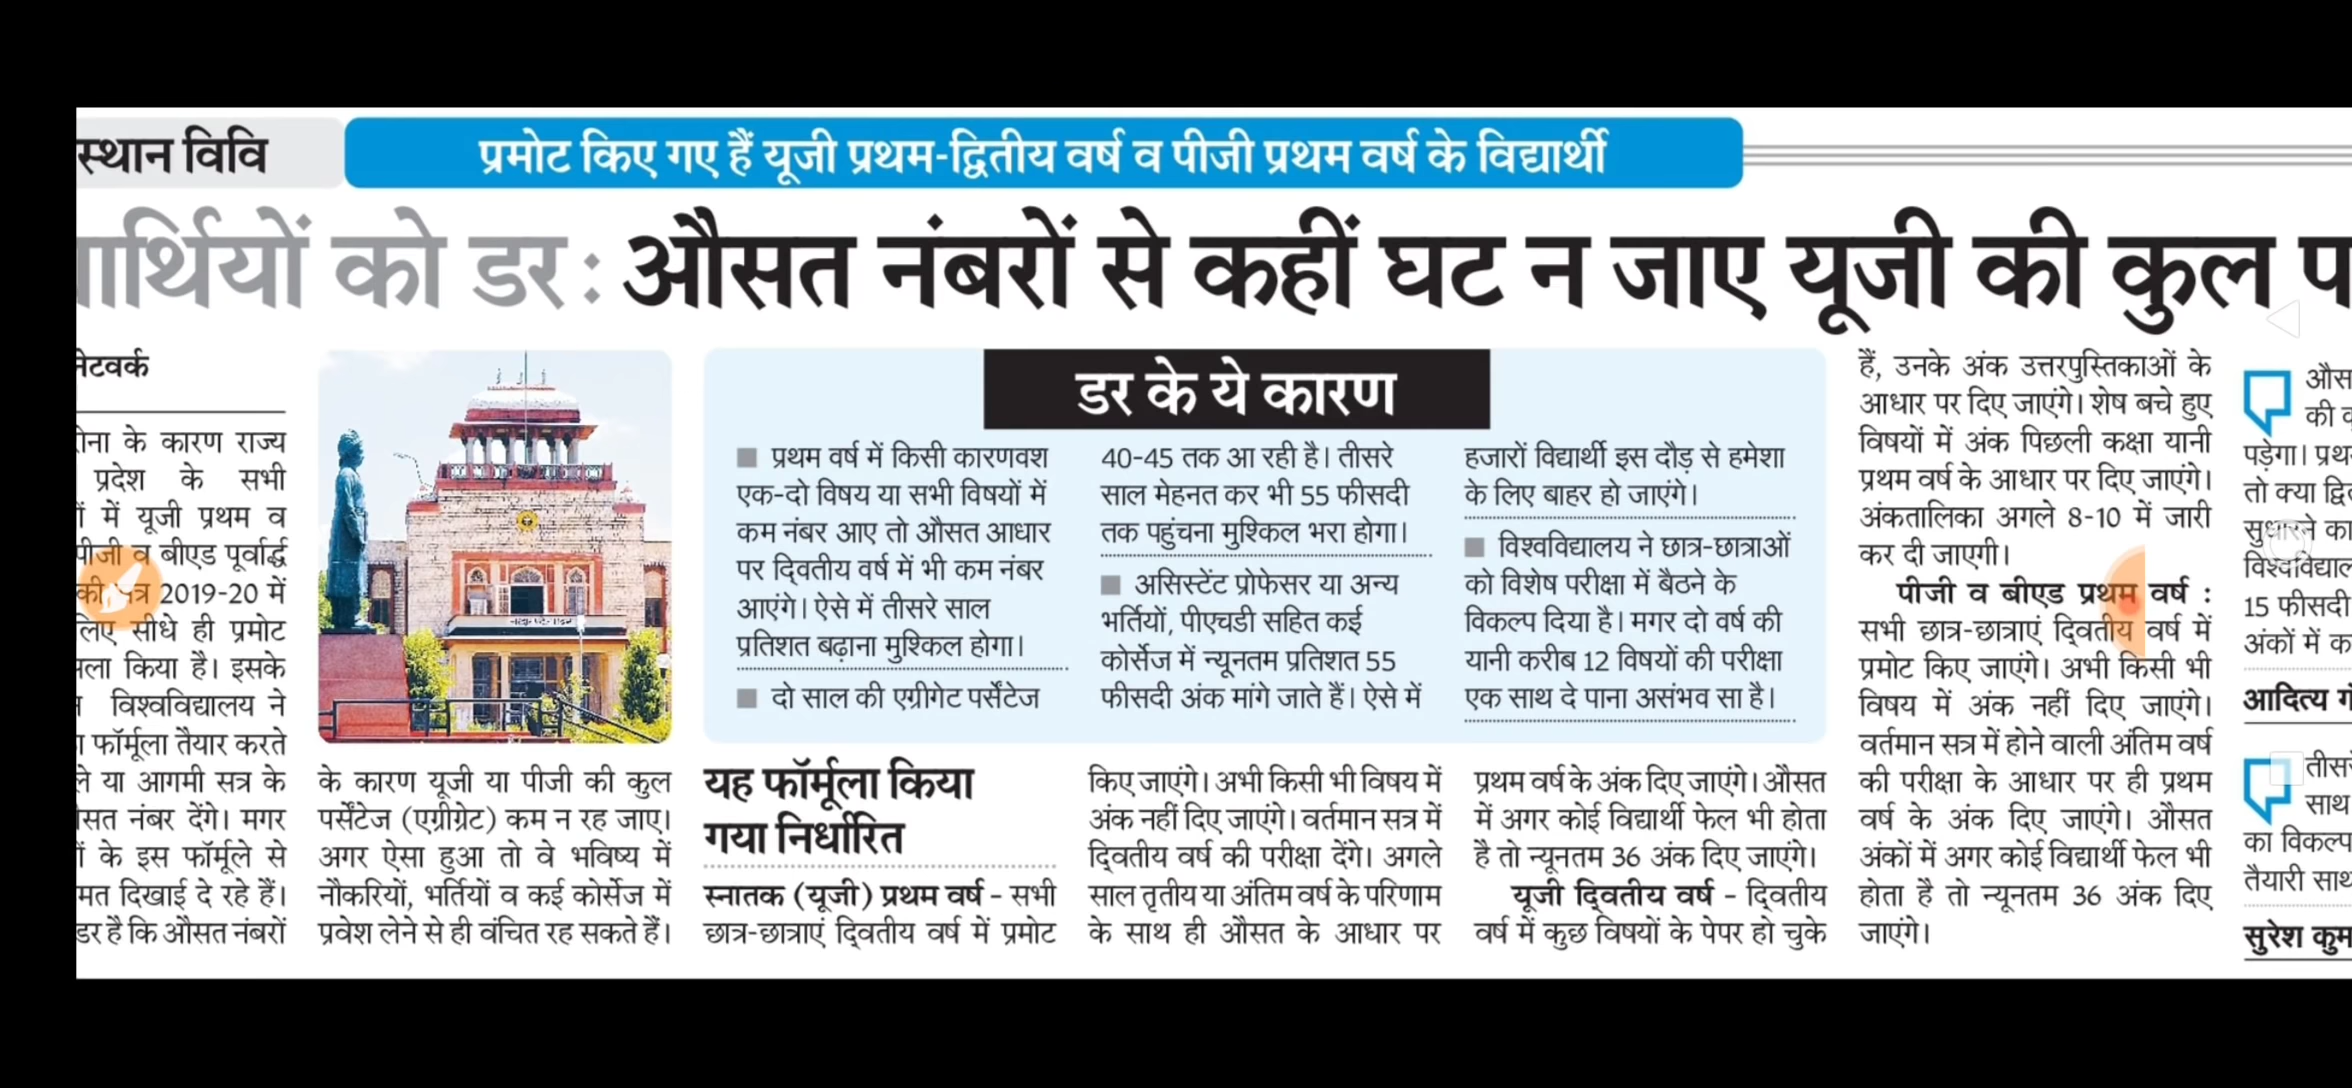 विवि
प्रमोट किए गए हैं यूजी प्रथम-द्वितीय वर्ष व पीजी प्रथम वर्ष के विद्यार्थी
को डर: औसत नंबरों से कहीं घट न जाए यूजी की कुल
के कारण राज्य
प्रदेश के सभी
में यूजी प्रथम व
व बीएड पूर्वार्द्ध
2019-20 में
सीधे ही प्रमोट
किया है। इसके
विश्वविद्यालय ने
फॉर्मूला तैयार करते
या आगमी सत्र के
नंबर देंगे। मगर
के इस फॉर्मूले से
दिखाई दे रहे हैं।
है कि औसत नंबरों
के कारण यूजी या पीजी की कुल
पर्सेंटेज (एग्रीग्रेट) कम न रह जाए।
अगर ऐसा हुआ तो वे भविष्य में
नौकरियों, भर्तियों व कई कोर्सेज में
प्रवेश लेने से ही वंचित रह सकते हैं।
डर के ये कारण
प्रथम वर्ष में किसी कारणवश
एक-दो विषय या सभी विषयों में
कम नंबर आए तो औसत आधार
पर द्वितीय वर्ष में भी कम नंबर
आएंगे। ऐसे में तीसरे साल
प्रतिशत बढ़ाना मुश्किल होगा।
दो साल की एग्रीगेट पर्सेंटेज
40-45 तक आ रही है। तीसरे
साल मेहनत कर भी 55 फीसदी
तक पहुंचना मुश्किल भरा होगा।
असिस्टेंट प्रोफेसर या अन्य
भर्तियों, पीएचडी सहित कई
कोर्सेज में न्यूनतम प्रतिशत 55
फीसदी अंक मांगे जाते हैं। ऐसे में
हजारों विद्यार्थी इस दौड़ से हमेशा
के लिए बाहर हो जाएंगे।
विश्वविद्यालय ने छात्र-छात्राओं
को विशेष परीक्षा में बैठने के
विकल्प दिया है। मगर दो वर्ष की
यानी करीब 12 विषयों की परीक्षा
एक साथ दे पाना असंभव सा है।
यह फॉर्मूला किया
गया निर्धारित
स्नातक (यूजी) प्रथम वर्ष - सभी
छात्र-छात्राएं द्वितीय वर्ष में प्रमोट
किए जाएंगे। अभी किसी भी विषय में
अंक नहीं दिए जाएंगे। वर्तमान सत्र में
द्वितीय वर्ष की परीक्षा देंगे। अगले
साल तृतीय या अंतिम वर्ष के परिणाम
के साथ ही औसत के आधार पर
प्रथम वर्ष के अंक दिए जाएंगे। औसत
में अगर कोई विद्यार्थी फेल भी होता
है तो न्यूनतम 36 अंक दिए जाएंगे।
यूजी द्वितीय वर्ष - द्वितीय
वर्ष में कुछ विषयों के पेपर हो चुके
हैं, उनके अंक उत्तरपुस्तिकाओं के
आधार पर दिए जाएंगे। शेष बचे हुए
विषयों में अंक पिछली कक्षा यानी
प्रथम वर्ष के आधार पर दिए जाएंगे।
अंकतालिका अगले 8-10 में जारी
कर दी जाएगी।
पीजी व बीएड प्रथम वर्ष :
सभी छात्र-छात्राएं द्वितीय वर्ष में
प्रमोट किए जाएंगे। अभी किसी भी
विषय में अंक नहीं दिए जाएंगे।
वर्तमान सत्र में होने वाली अंतिम वर्ष
की परीक्षा के आधार पर ही प्रथम
वर्ष के अंक दिए जाएंगे। औसत
अंकों में अगर कोई विद्यार्थी फेल भी
होता है तो न्यूनतम 36 अंक दिए
जाएंगे।
की
पड़ेगा।
तो क्या
सुधारने
15 फीसदी
अंकों में
आदित्य
साथ
का
तैयारी
सुरेश